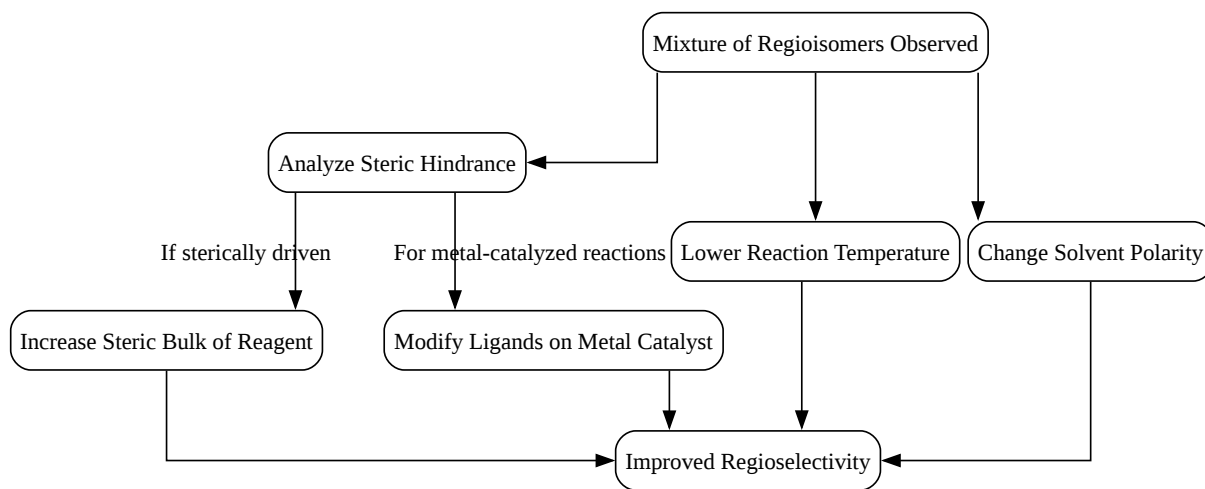 Mixture of Regioisomers Observed
Analyze Steric Hindrance
If sterically driven
For metal-catalyzed reactions
Lower Reaction Temperature
Change Solvent Polarity
Increase Steric Bulk of Reagent
Modify Ligands on Metal Catalyst
Improved Regioselectivity